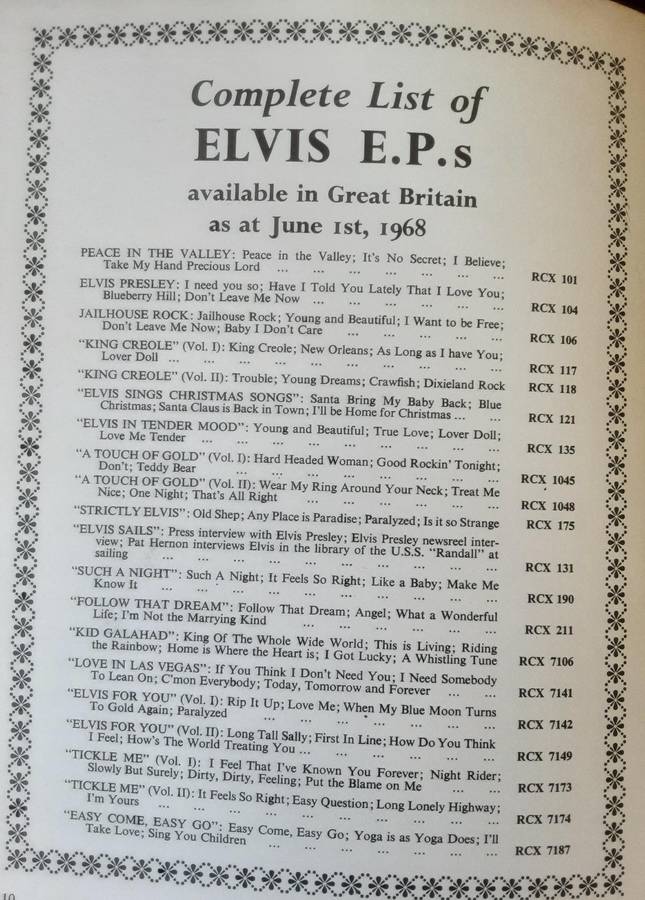 Complete List of
ELVIS E.P.s
available in Great Britain
as at June 1st, 1968
PEACE IN THE VALLEY: Peace in the Valley; It's No Secret; I Believe;
Take My Hand Precious Lord ... ... ... ... ... ... RCX 101
ELVIS PRESLEY: I need you so; Have I Told You Lately That I Love You;
Blueberry Hill; Don't Leave Me Now ... ... ... ... ... RCX 104
JAILHOUSE ROCK: Jailhouse Rock; Young and Beautiful; I Want to be Free;
Don't Leave Me Now; Baby I Don't Care ... ... ... ... RCX 106
"KING CREOLE" (Vol. I): King Creole; New Orleans; As Long as I have You;
Lover Doll ... ... ... ... ... ... ... ... RCX 117
"KING CREOLE" (Vol. II): Trouble; Young Dreams; Crawfish; Dixieland Rock RCX 118
"ELVIS SINGS CHRISTMAS SONGS": Santa Bring My Baby Back; Blue
Christmas; Santa Claus is Back in Town; I'll be Home for Christmas ... ... RCX 121
"ELVIS IN TENDER MOOD": Young and Beautiful; True Love; Lover Doll;
Love Me Tender ... ... ... ... ... ... ... RCX 135
"A TOUCH OF GOLD" (Vol. I): Hard Headed Woman; Good Rockin' Tonight;
Don't; Teddy Bear ... ... ... ... ... ... RCX 1045
"A TOUCH OF GOLD" (Vol. II): Wear My Ring Around Your Neck; Treat Me
Nice; One Night; That's All Right ... ... ... ... ... RCX 1048
"STRICTLY ELVIS": Old Shep; Any Place is Paradise; Paralyzed; Is it so Strange RCX 175
"ELVIS SAILS": Press interview with Elvis Presley; Elvis Presley newsreel inter-
view; Pat Hernon interviews Elvis in the library of the U.S.S. "Randall" at
sailing ... ... ... ... ... ... ... ... ... RCX 131
"SUCH A NIGHT": Such A Night; It Feels So Right; Like a Baby; Make Me
Know It ... ... ... ... ... ... ... ... RCX 190
"FOLLOW THAT DREAM": Follow That Dream; Angel; What a Wonderful
Life; I'm Not the Marrying Kind ... ... ... ... ... RCX 211
"KID GALAHAD": King Of The Whole Wide World; This is Living; Riding
the Rainbow; Home is Where the Heart is; I Got Lucky; A Whistling Tune RCX 7106
"LOVE IN LAS VEGAS": If You Think I Don't Need You; I Need Somebody
To Lean On; C'mon Everybody; Today, Tomorrow and Forever ... ... RCX 7141
"ELVIS FOR YOU" (Vol. I): Rip It Up; Love Me; When My Blue Moon Turns
To Gold Again; Paralyzed ... ... ... ... ... ... RCX 7142
"ELVIS FOR YOU" (Vol. II): Long Tall Sally; First In Line; How Do You Think
I Feel; How's The World Treating You ... ... ... ... ... RCX 7149
"TICKLE ME" (Vol. I): I Feel That I've Known You Forever; Night Rider;
Slowly But Surely; Dirty, Dirty, Feeling; Put the Blame on Me ... ... RCX 7173
"TICKLE ME" (Vol. II): It Feels So Right; Easy Question; Long Lonely Highway;
I'm Yours ... ... ... ... ... ... ... ... RCX 7174
"EASY COME, EASY GO": Easy Come, Easy Go; Yoga is as Yoga Does; I'll
Take Love; Sing You Children ... ... ... ... ... RCX 7187
10